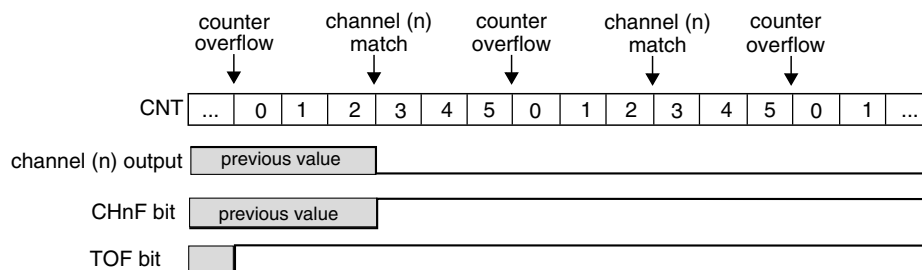 counter overflow
channel (n) match
counter overflow
channel (n) match
counter overflow
CNT ... 0 1 2 3 4 5 0 1 2 3 4 5 0 1 ...
channel (n) output previous value
CHnF bit previous value
TOF bit